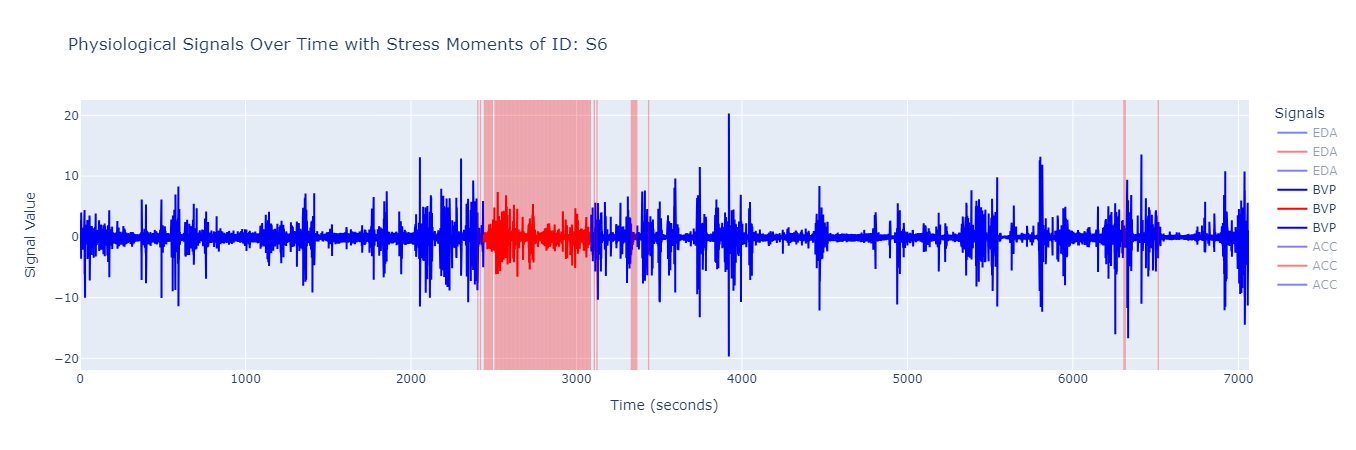 Physiological Signals Over Time with Stress Moments of ID: S6
Signals
EDA
EDA
EDA
BVP
BVP
BVP
ACC
ACC
ACC
Signal Value
20
10
0
−10
−20
0 1000 2000 3000 4000 5000 6000 7000
Time (seconds)